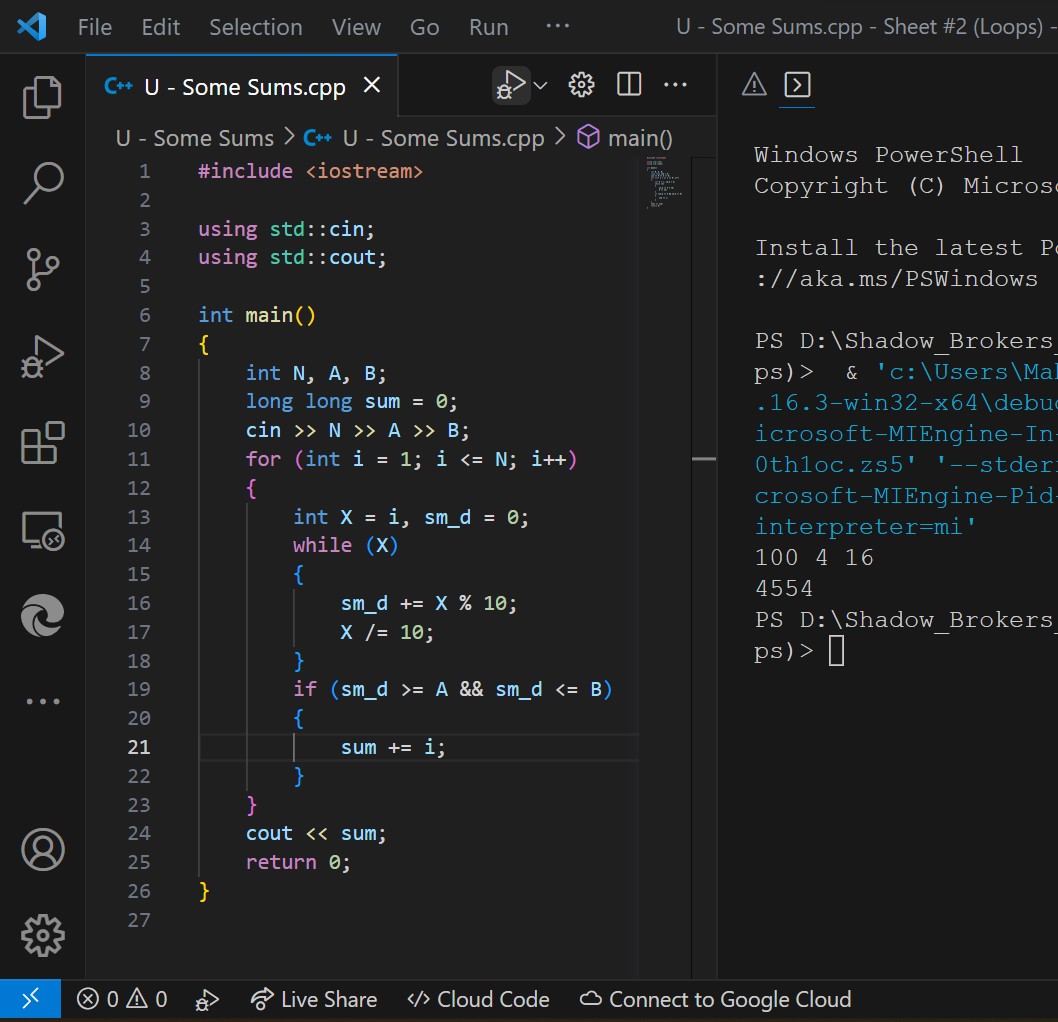 File Edit Selection View Go Run ··· U - Some Sums.cpp - Sheet #2 (Loops) -
C++ U - Some Sums.cpp
U - Some Sums > C++ U - Some Sums.cpp > main()
1 #include <iostream>
2
3 using std::cin;
4 using std::cout;
5
6 int main()
7 {
8 int N, A, B;
9 long long sum = 0;
10 cin >> N >> A >> B;
11 for (int i = 1; i <= N; i++)
12 {
13 int X = i, sm_d = 0;
14 while (X)
15 {
16 sm_d += X % 10;
17 X /= 10;
18 }
19 if (sm_d >= A && sm_d <= B)
20 {
21 sum += i;
22 }
23 }
24 cout << sum;
25 return 0;
26 }
27
Windows PowerShell
Copyright (C) Microso
Install the latest Po
://aka.ms/PSWindows
PS D:\Shadow_Brokers_
ps)> & 'c:\Users\Mah
.16.3-win32-x64\debug
icrosoft-MIEngine-In-
0th1oc.zs5' '--stderr
crosoft-MIEngine-Pid-
interpreter=mi'
100 4 16
4554
PS D:\Shadow_Brokers_
ps)>
0 0 Live Share </> Cloud Code Connect to Google Cloud